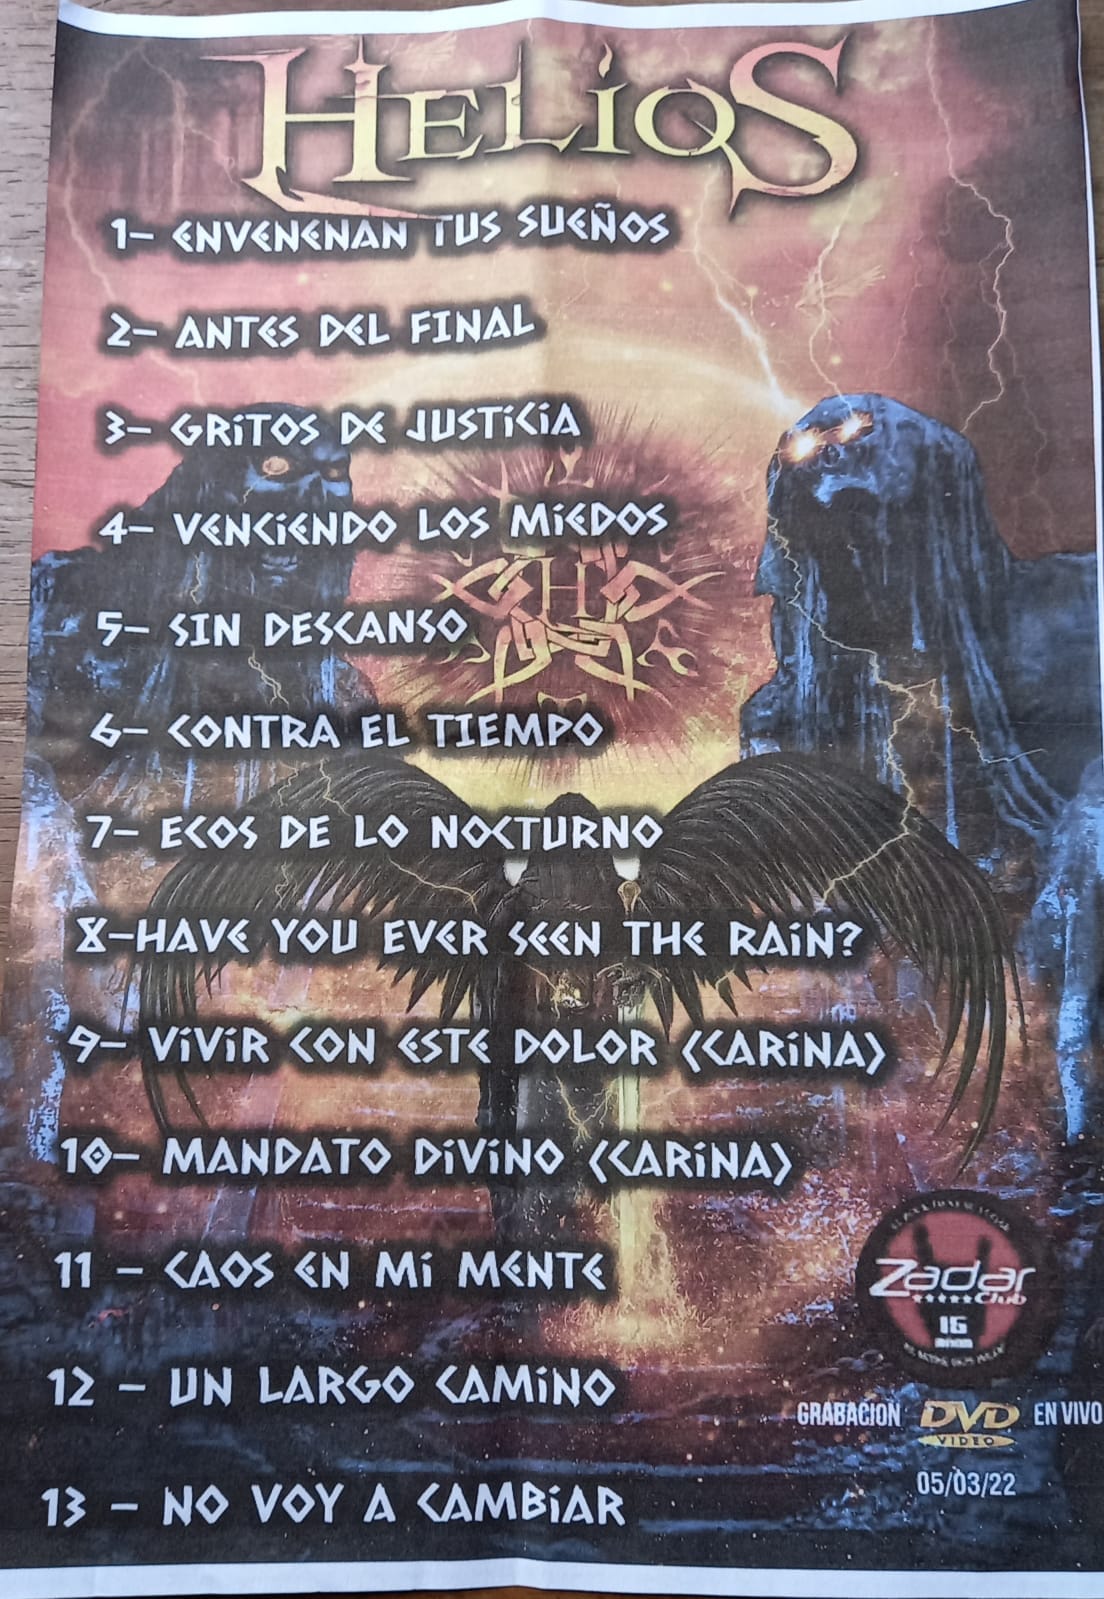 HELIOS
1- ENVENENAN TUS SUEÑOS
2- ANTES DEL FINAL
3- GRITOS DE JUSTICIA
4- VENCIENDO LOS MIEDOS
H
5- SIN DESCANSO
6- CONTRA EL TIEMPO
7- ECOS DE LO NOCTURNO
8-HAVE YOU EVER SEEN THE RAIN?
9- VIVIR CON ESTE DOLOR (CARINA)
10- MANDATO DIVINO (CARINA)
11 - CAOS EN MI MENTE
12 - UN LARGO CAMINO
13 - NO VOY A CAMBIAR
Zadar
Club
16
AÑOS
GRABACION DVD EN VIVO
VIDEO
05/03/22